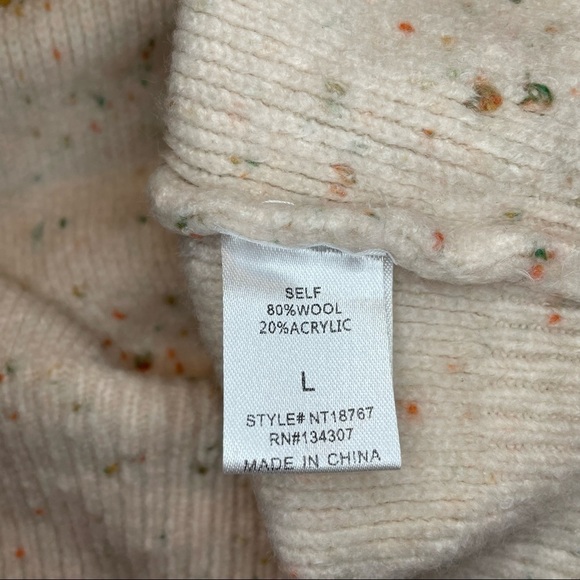 SELF
80%WOOL
20%ACRYLIC
L
STYLE# NT18767
RN#134307
MADE IN CHINA